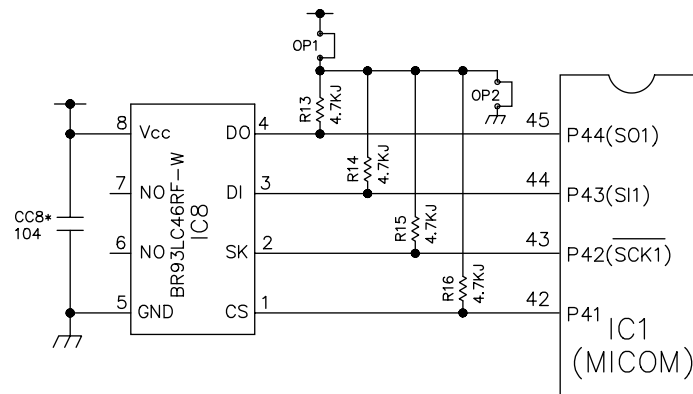 OP1
OP2
R13
4.7KJ
8 Vcc
DO 4
45
P44(SO1)
R14
4.7KJ
7 NO
DI 3
44
P43(SI1)
CC8*
104
BR93LC46RF-W
IC8
R15
4.7KJ
6 NO
SK 2
43
P42(SCK1)
R16
4.7KJ
5 GND
CS 1
42
P41
IC1
(MICOM)